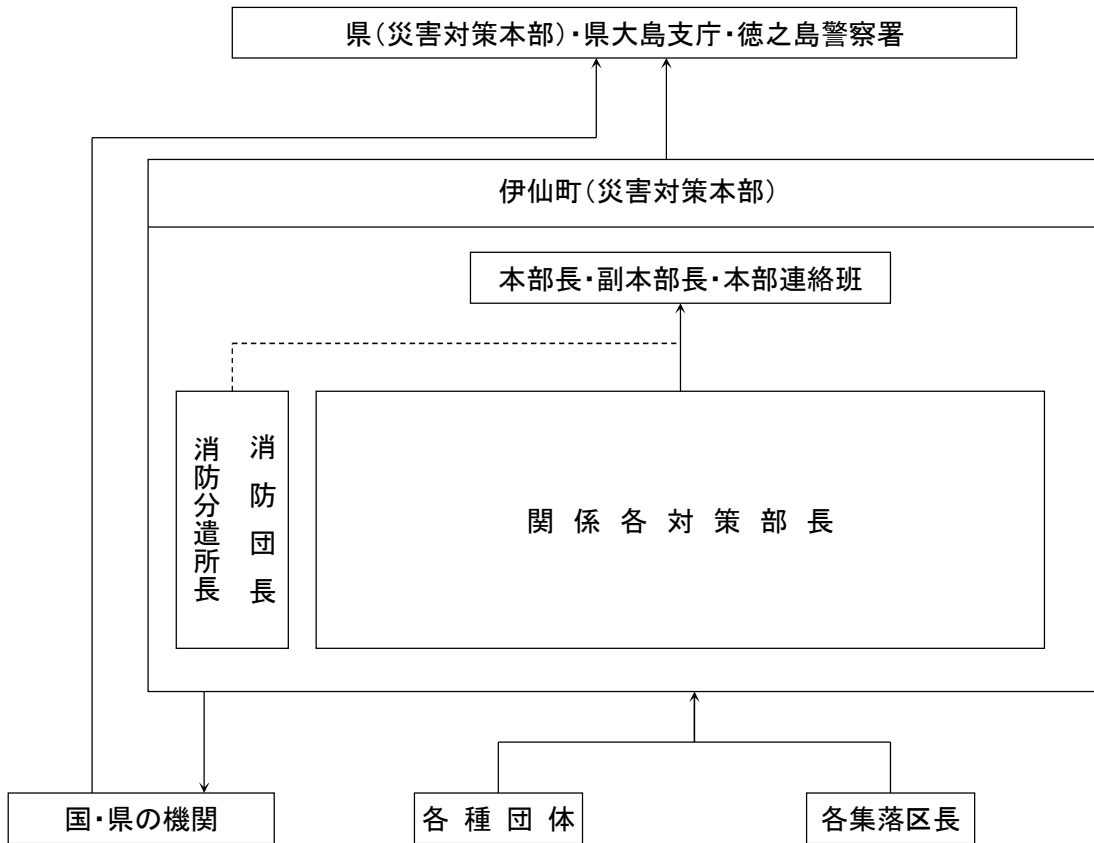 県(災害対策本部)・県大島支庁・徳之島警察署
伊仙町(災害対策本部)
本部長・副本部長・本部連絡班
消防団長
消防分遣所長
関係各対策部長
国・県の機関
各種団体
各集落区長